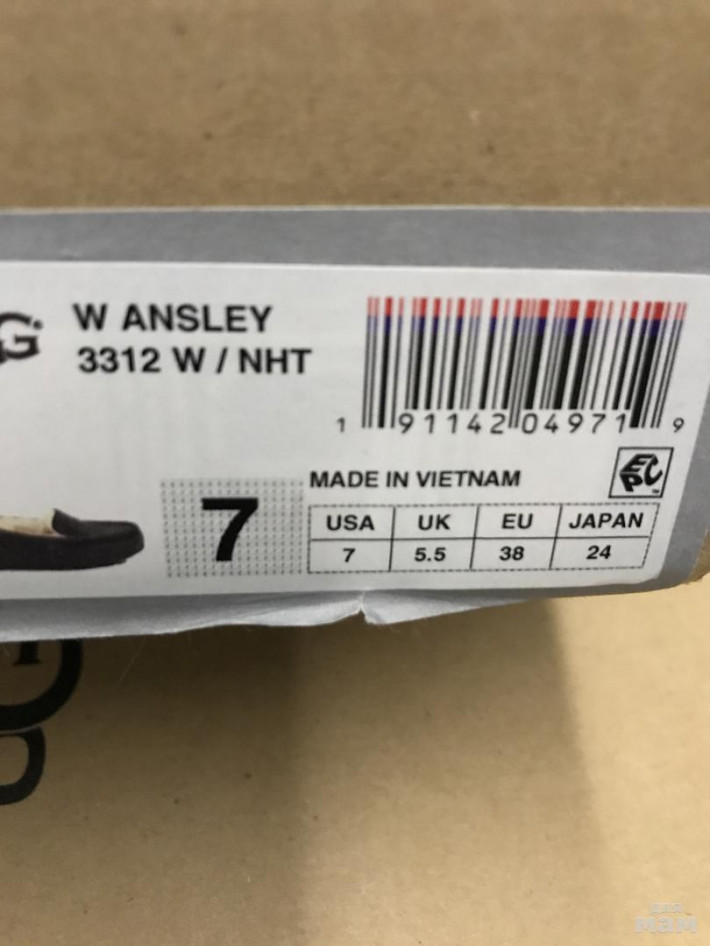 G
W ANSLEY
3312 W / NHT
1 91142 04971 9
MADE IN VIETNAM
EPC
7
USA UK EU JAPAN
7 5.5 38 24